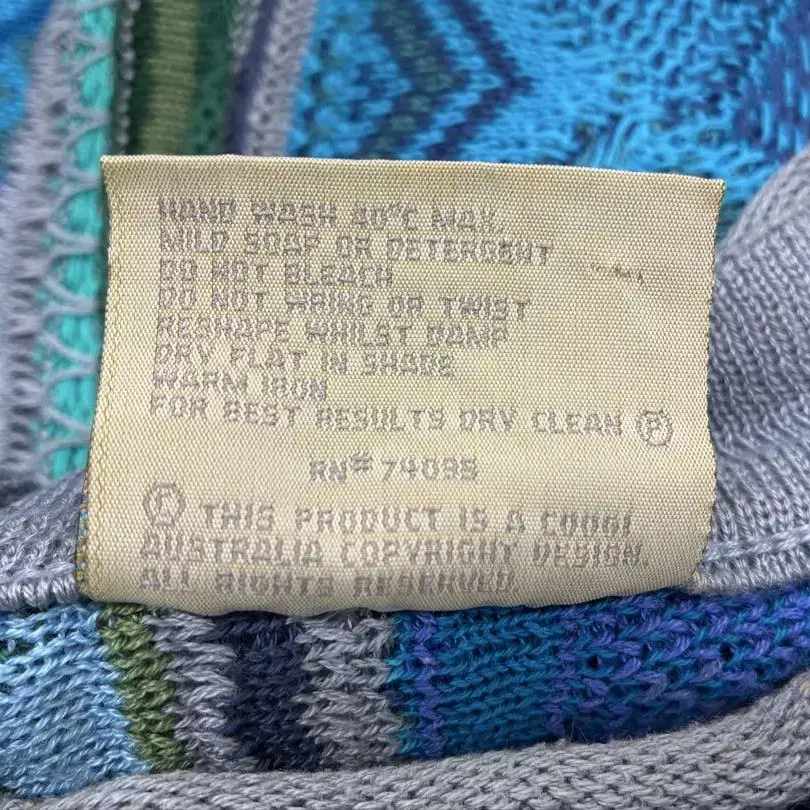 HAND WASH 40°C MAX.
MILD SOAP OR DETERGENT
DO NOT BLEACH
DO NOT WRING OR TWIST
RESHAPE WHILST DAMP
DRY FLAT IN SHADE
WARM IRON
FOR BEST RESULTS DRY CLEAN Ⓟ
RN# 74095
© THIS PRODUCT IS A COOGI
AUSTRALIA COPYRIGHT DESIGN.
ALL RIGHTS RESERVED.